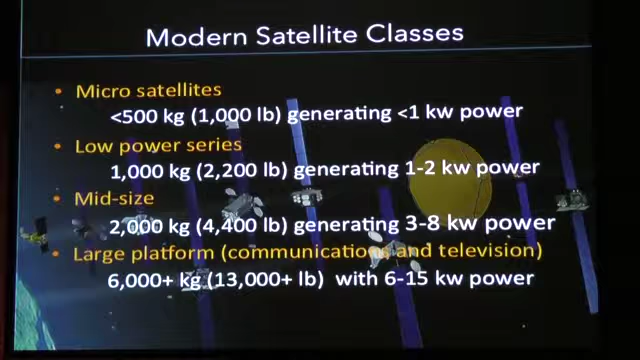 Modern Satellite Classes
• Micro satellites
<500 kg (1,000 lb) generating <1 kw power
• Low power series
1,000 kg (2,200 lb) generating 1-2 kw power
• Mid-size
2,000 kg (4,400 lb) generating 3-8 kw power
• Large platform (communications and television)
6,000+ kg (13,000+ lb) with 6-15 kw power